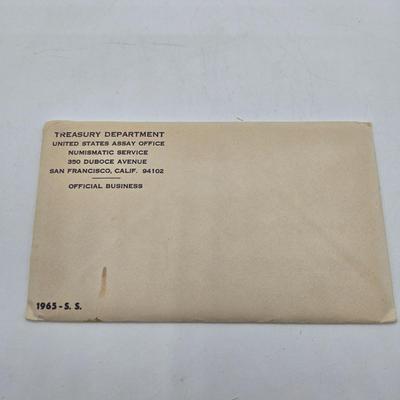 TREASURY DEPARTMENT
UNITED STATES ASSAY OFFICE
NUMISMATIC SERVICE
350 DUBOCE AVENUE
SAN FRANCISCO, CALIF. 94102
OFFICIAL BUSINESS
1965 - S. S.